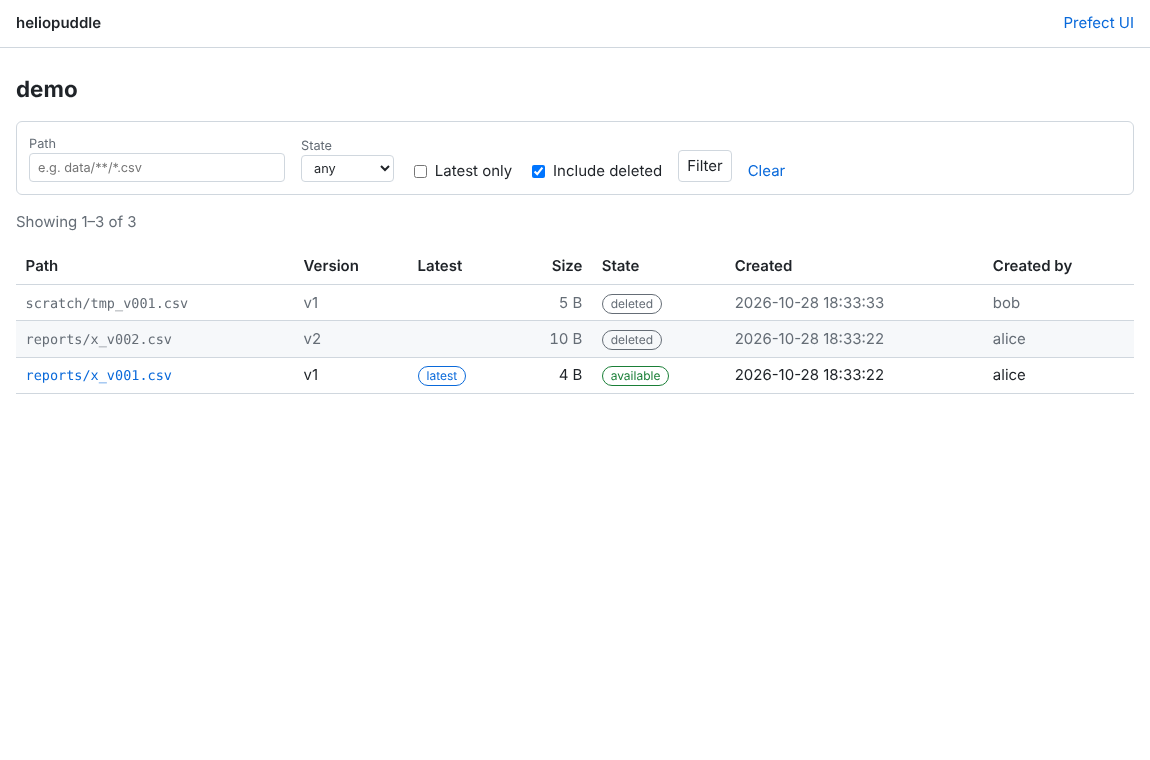 heliopuddle Prefect UI
demo
Path State
e.g. data/**/*.csv any Latest only Include deleted Filter Clear
Showing 1–3 of 3
Path Version Latest Size State Created Created by
scratch/tmp_v001.csv v1 5 B deleted 2026-10-28 18:33:33 bob
reports/x_v002.csv v2 10 B deleted 2026-10-28 18:33:22 alice
reports/x_v001.csv v1 latest 4 B available 2026-10-28 18:33:22 alice